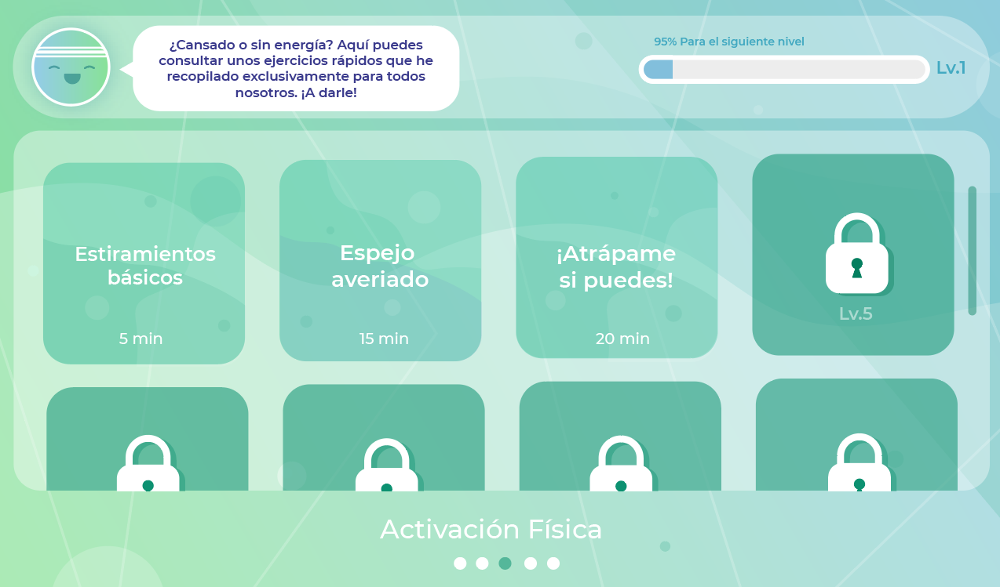 ¿Cansado o sin energía? Aquí puedes
consultar unos ejercicios rápidos que he
recopilado exclusivamente para todos
nosotros. ¡A darle!
95% Para el siguiente nivel
Lv.1
Estiramientos
básicos
5 min
Espejo
averiado
15 min
¡Atrápame
si puedes!
20 min
Lv.5
Activación Física